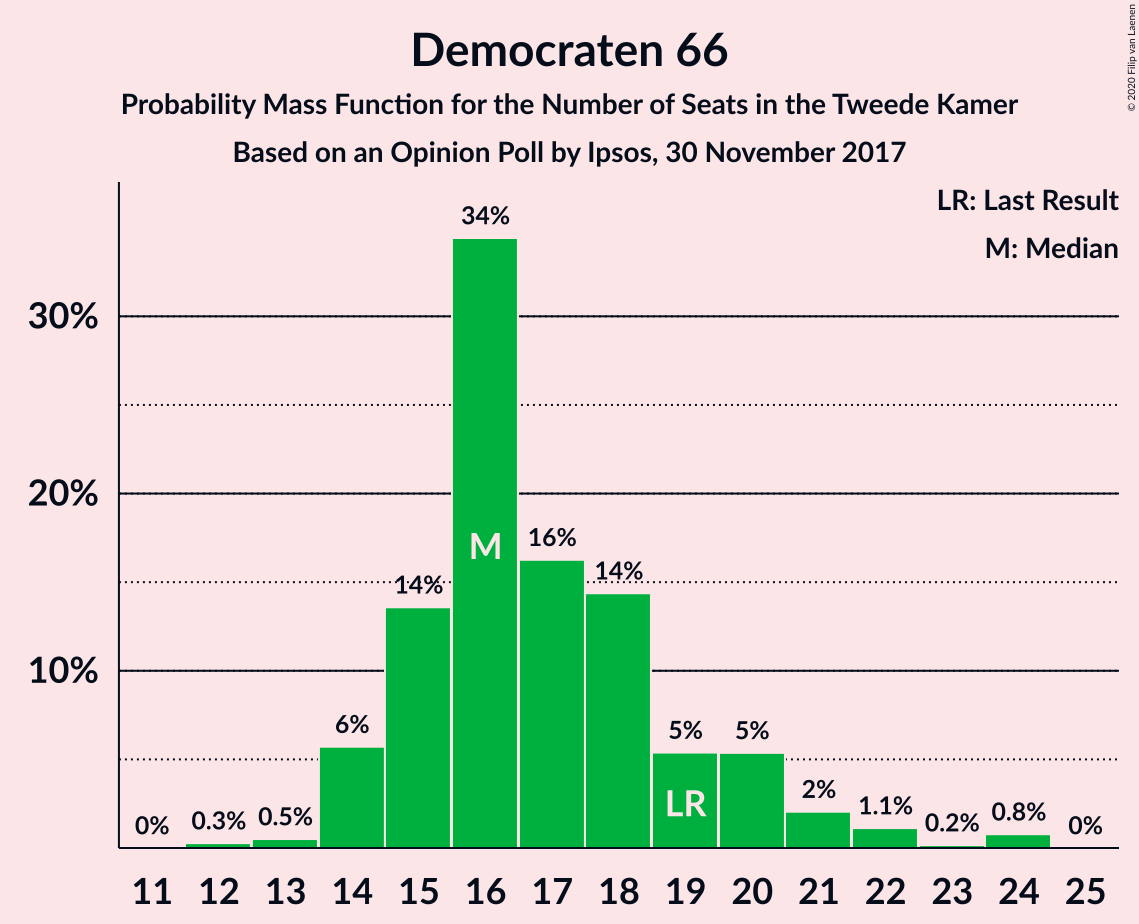 Democraten 66
Probability Mass Function for the Number of Seats in the Tweede Kamer
Based on an Opinion Poll by Ipsos, 30 November 2017
© 2020 Filip van Laenen
LR: Last Result
M: Median
34%
30%
20%
16%
M
14%
14%
10%
6%
5%
5%
LR
2%
1.1%
0.8%
0.5%
0.3%
0.2%
0%
0%
11 12 13 14 15 16 17 18 19 20 21 22 23 24 25